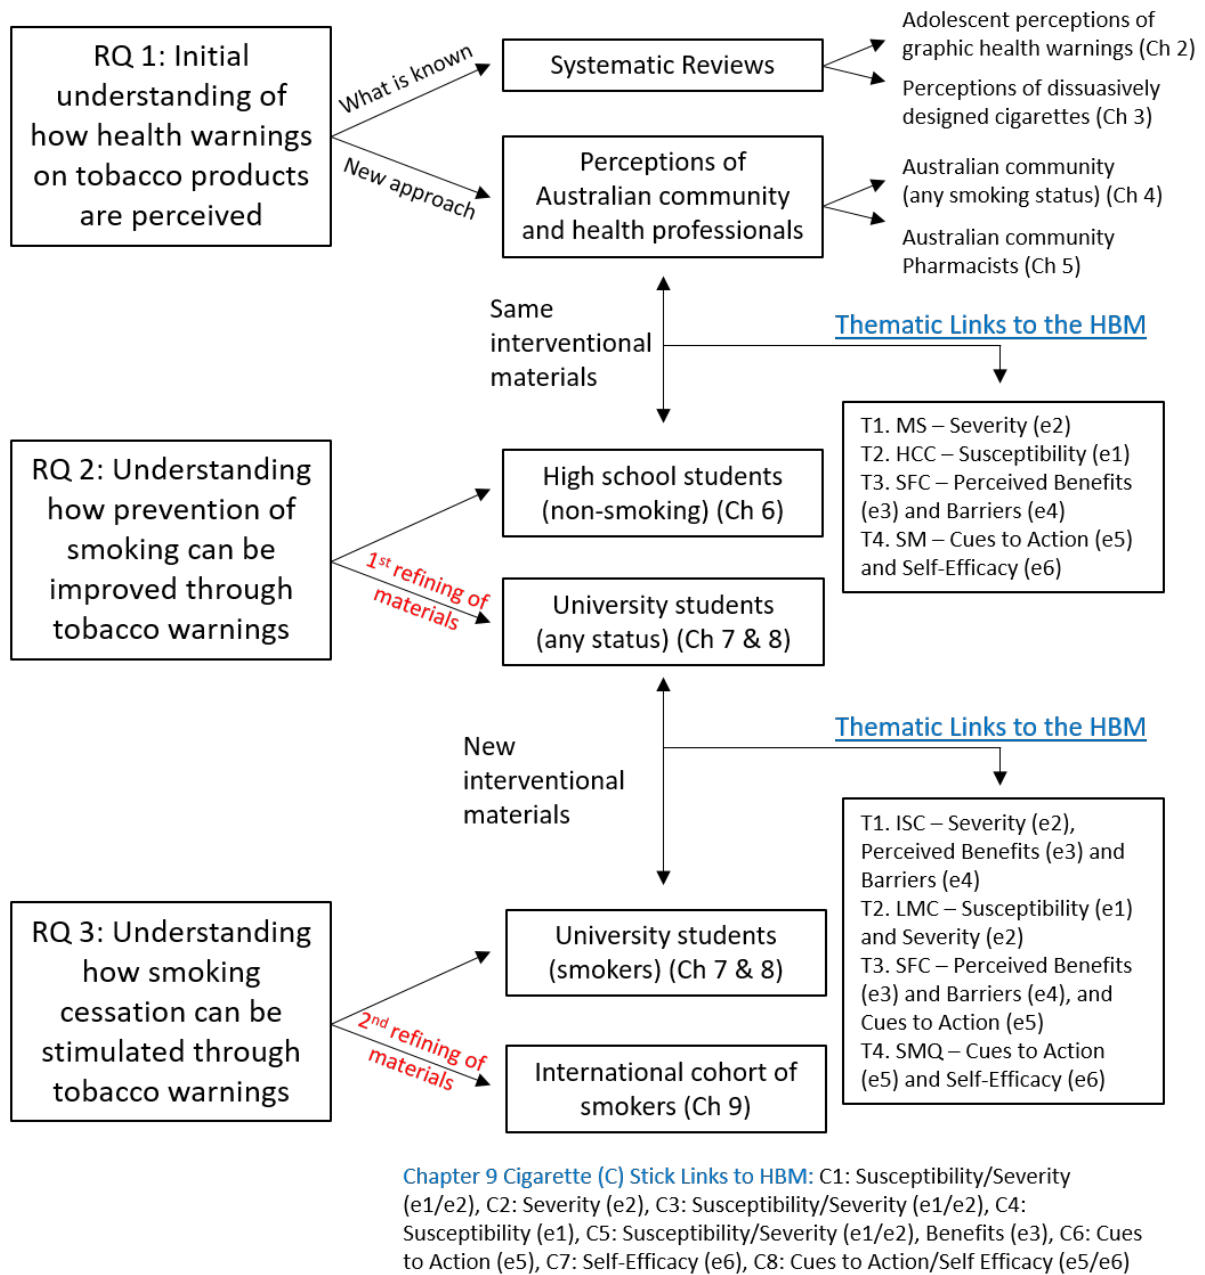 RQ 1: Initial
understanding of
how health warnings
on tobacco products
are perceived
What is known
New approach
Systematic Reviews
Perceptions of
Australian community
and health professionals
Adolescent perceptions of
graphic health warnings (Ch 2)
Perceptions of dissuasively
designed cigarettes (Ch 3)
Australian community
(any smoking status) (Ch 4)
Australian community
Pharmacists (Ch 5)
Same
interventional
materials
Thematic Links to the HBM
T1. MS – Severity (e2)
T2. HCC – Susceptibility (e1)
T3. SFC – Perceived Benefits
(e3) and Barriers (e4)
T4. SM – Cues to Action (e5)
and Self-Efficacy (e6)
RQ 2: Understanding
how prevention of
smoking can be
improved through
tobacco warnings
1st refining of
materials
High school students
(non-smoking) (Ch 6)
University students
(any status) (Ch 7 & 8)
New
interventional
materials
Thematic Links to the HBM
T1. ISC – Severity (e2),
Perceived Benefits (e3) and
Barriers (e4)
T2. LMC – Susceptibility (e1)
and Severity (e2)
T3. SFC – Perceived Benefits
(e3) and Barriers (e4), and
Cues to Action (e5)
T4. SMQ – Cues to Action
(e5) and Self-Efficacy (e6)
RQ 3: Understanding
how smoking
cessation can be
stimulated through
tobacco warnings
2nd refining of
materials
University students
(smokers) (Ch 7 & 8)
International cohort of
smokers (Ch 9)
Chapter 9 Cigarette (C) Stick Links to HBM: C1: Susceptibility/Severity
(e1/e2), C2: Severity (e2), C3: Susceptibility/Severity (e1/e2), C4:
Susceptibility (e1), C5: Susceptibility/Severity (e1/e2), Benefits (e3), C6: Cues
to Action (e5), C7: Self-Efficacy (e6), C8: Cues to Action/Self Efficacy (e5/e6)